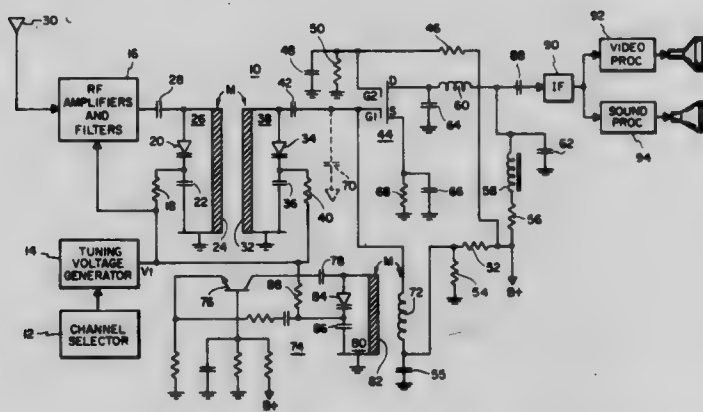 30
16
RF
AMPLIFIERS
AND
FILTERS
28
M
10
26
38
42
20
22
18
24
32
34
36
40
70
48
50
46
G2
G1
D
S
44
64
60
68
66
88
90
IF
92
VIDEO
PROC
SOUND
PROC
94
62
56
52
54
B+
14
TUNING
VOLTAGE
GENERATOR
VT
12
CHANNEL
SELECTOR
76
78
74
84
80
82
M
72
55
B+